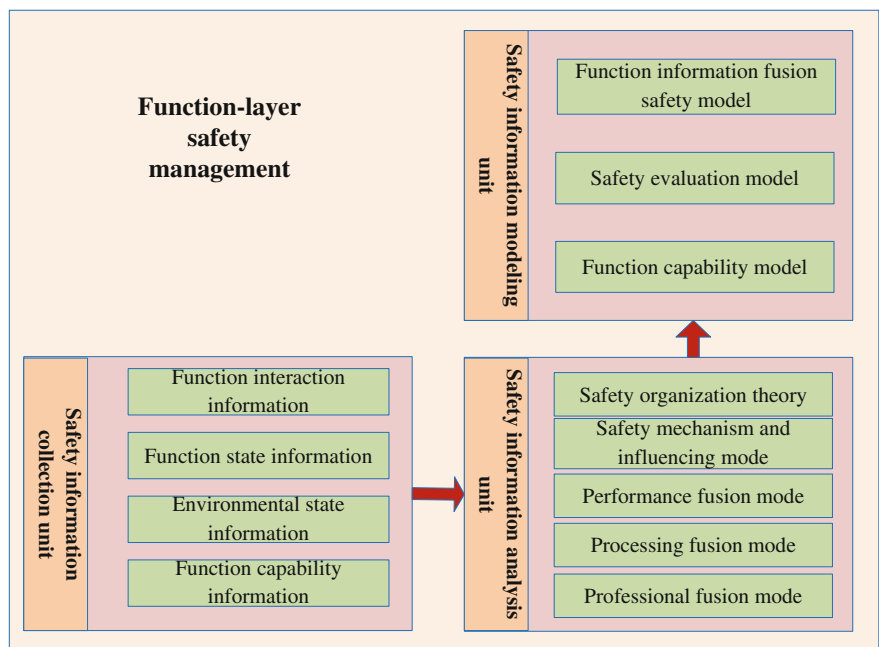 Function-layer
safety
management
Safety information modeling
unit
Function information fusion
safety model
Safety evaluation model
Function capability model
Safety information
collection unit
Function interaction
information
Function state information
Environmental state
information
Function capability
information
Safety information analysis
unit
Safety organization theory
Safety mechanism and
influencing mode
Performance fusion mode
Processing fusion mode
Professional fusion mode